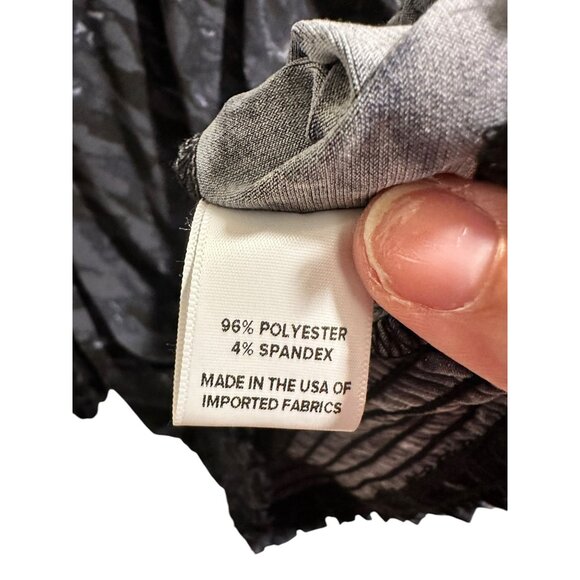 96% POLYESTER
4% SPANDEX
MADE IN THE USA OF
IMPORTED FABRICS